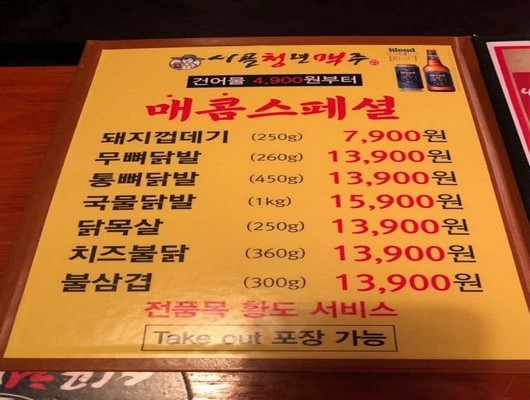 시골천년맥주
Blond
건어물 4,900원부터
매콤스페셜
돼지껍데기 (250g) 7,900원
무뼈닭발 (260g) 13,900원
통뼈닭발 (450g) 13,900원
국물닭발 (1kg) 15,900원
닭목살 (250g) 13,900원
치즈불닭 (360g) 13,900원
불삼겹 (300g) 13,900원
전품목 황도 서비스
Take out 포장 가능